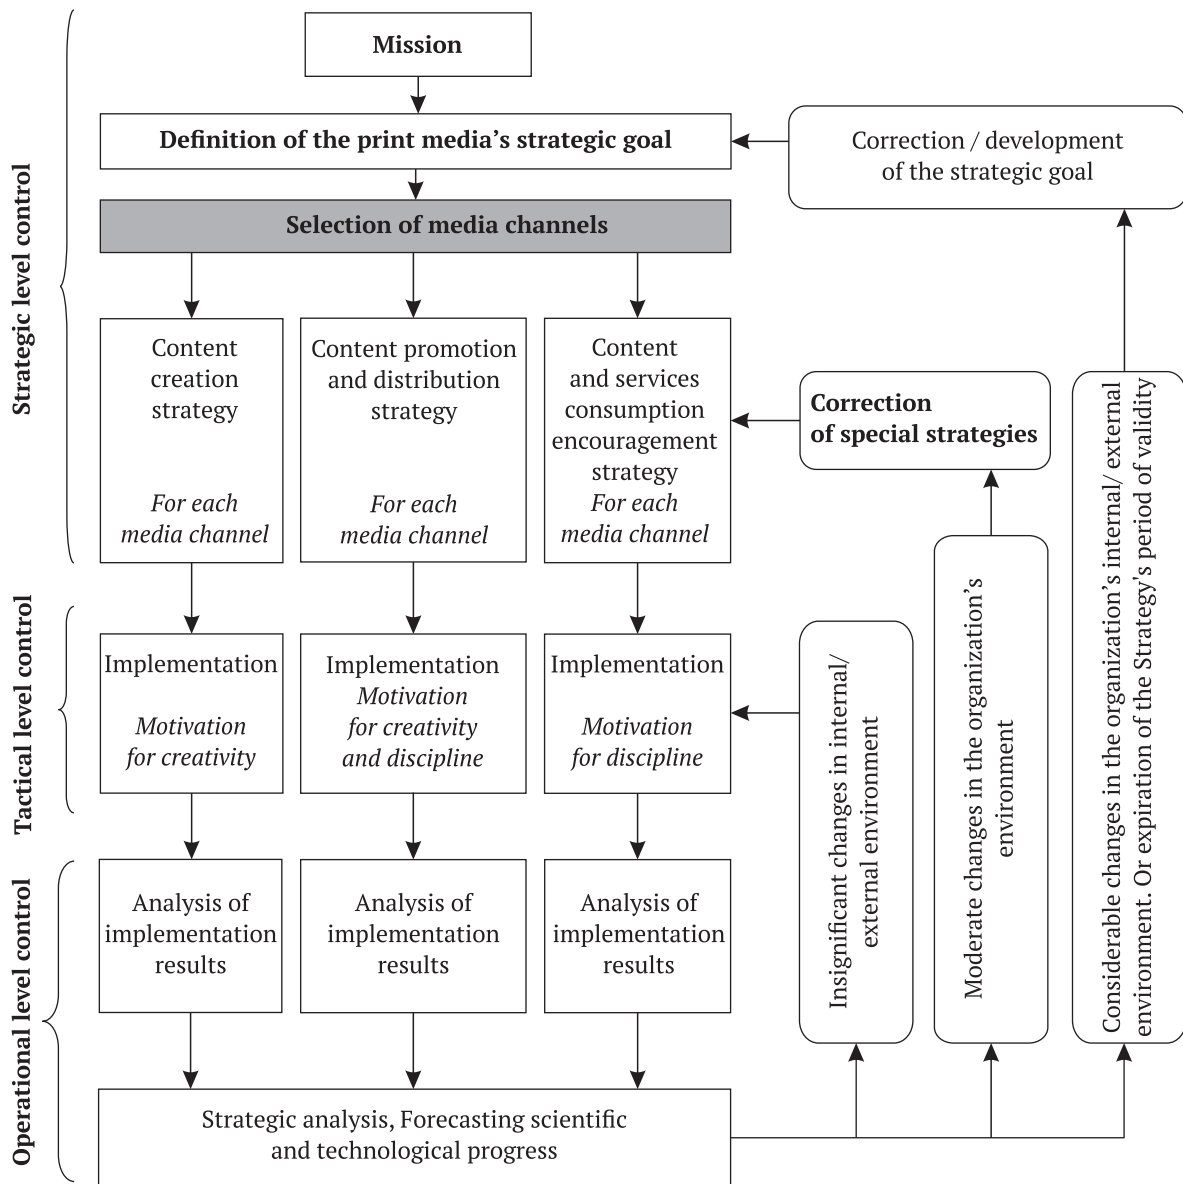 Mission
Definition of the print media’s strategic goal
Correction / development
of the strategic goal
Selection of media channels
Strategic level control
Content
creation
strategy
For each
media channel
Content promotion
and distribution
strategy
For each
media channel
Content
and services
consumption
encouragement
strategy
For each
media channel
Correction
of special strategies
Tactical level control
Implementation
Motivation
for creativity
Implementation
Motivation
for creativity
and discipline
Implementation
Motivation
for discipline
Insignificant changes in internal/
external environment
Moderate changes in the organization’s
environment
Considerable changes in the organization’s internal/ external
environment. Or expiration of the Strategy’s period of validity
Operational level control
Analysis of
implementation
results
Analysis of
implementation
results
Analysis of
implementation
results
Strategic analysis, Forecasting scientific
and technological progress